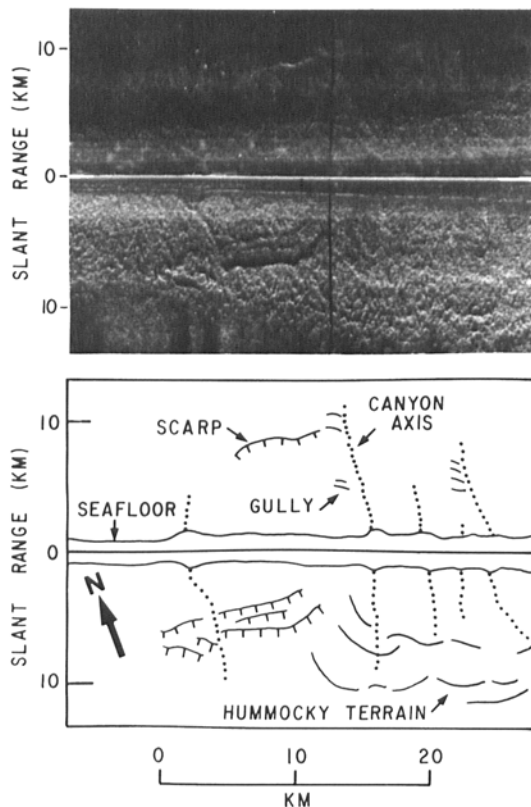 10
SLANT RANGE (KM)
0
10
10
SCARP
CANYON
AXIS
GULLY
SEAFLOOR
SLANT RANGE (KM)
0
N
10
HUMMOCKY TERRAIN
0 10 20
KM